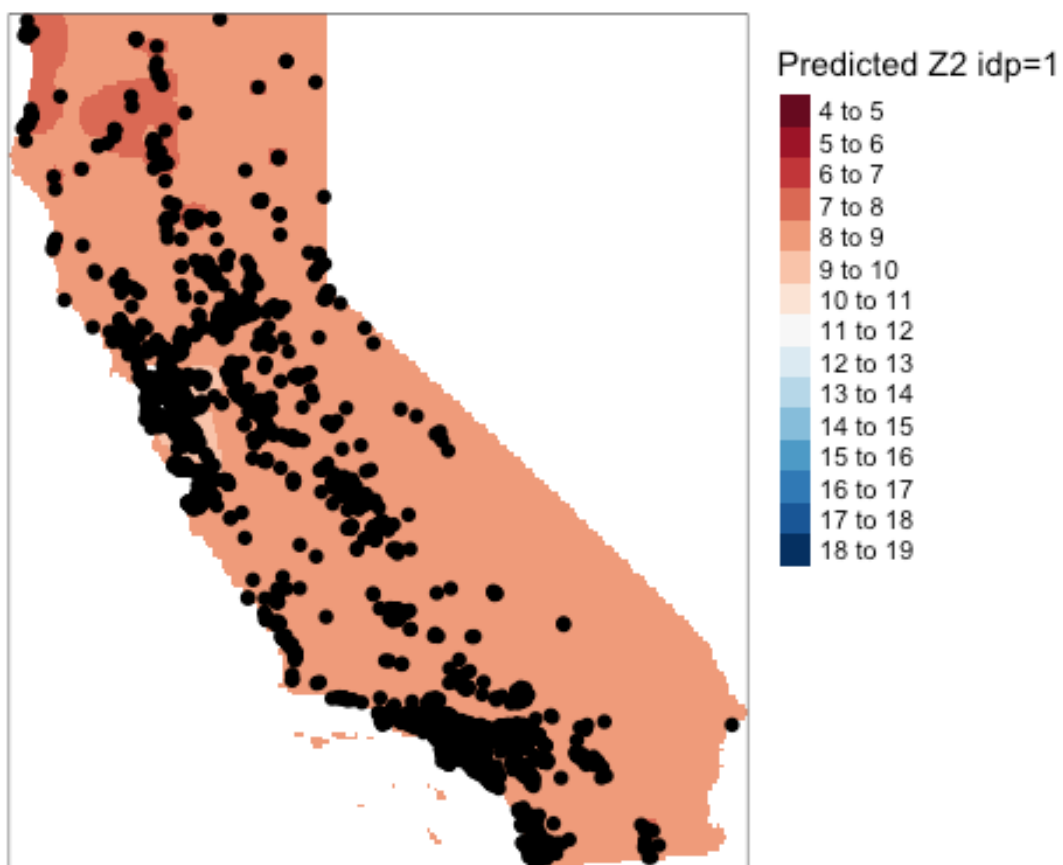 Predicted Z2 idp=1
4 to 5
5 to 6
6 to 7
7 to 8
8 to 9
9 to 10
10 to 11
11 to 12
12 to 13
13 to 14
14 to 15
15 to 16
16 to 17
17 to 18
18 to 19